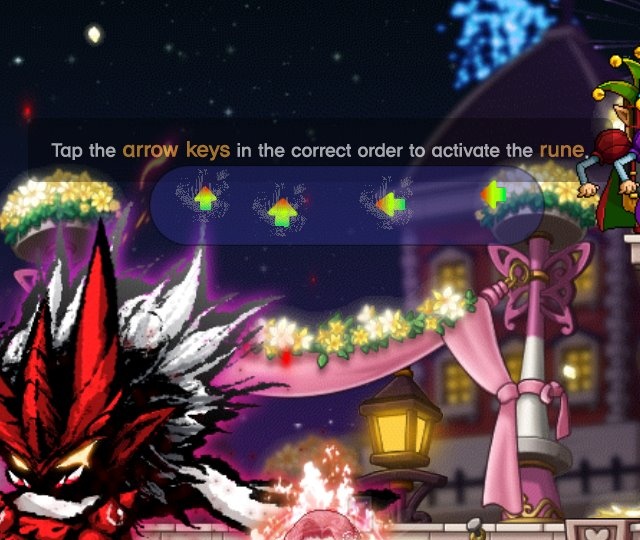 Tap the arrow keys in the correct order to activate the rune.